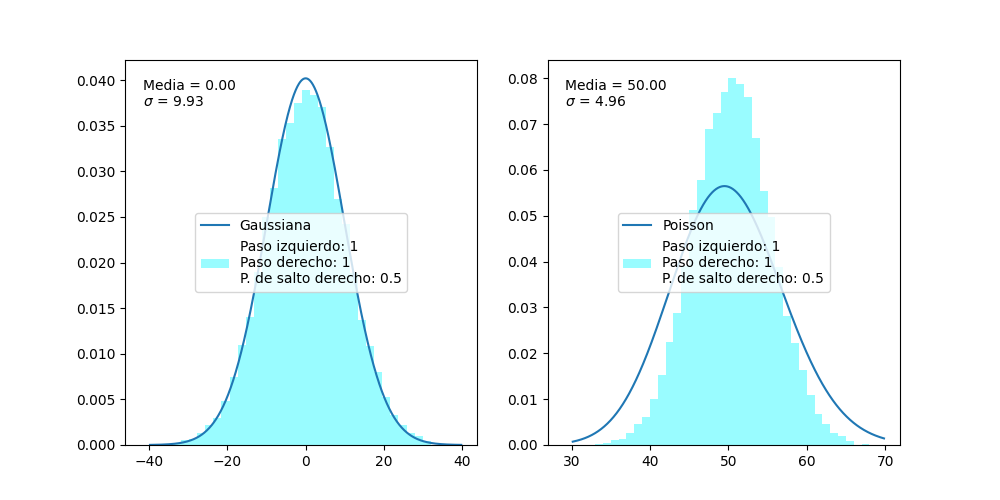 Media = 0.00
σ = 9.93
0.040
0.035
0.030
0.025
0.020
0.015
0.010
0.005
0.000
−40
−20
0
20
40
Gaussiana
Paso izquierdo: 1
Paso derecho: 1
P. de salto derecho: 0.5
Media = 50.00
σ = 4.96
0.08
0.07
0.06
0.05
0.04
0.03
0.02
0.01
0.00
30
40
50
60
70
Poisson
Paso izquierdo: 1
Paso derecho: 1
P. de salto derecho: 0.5